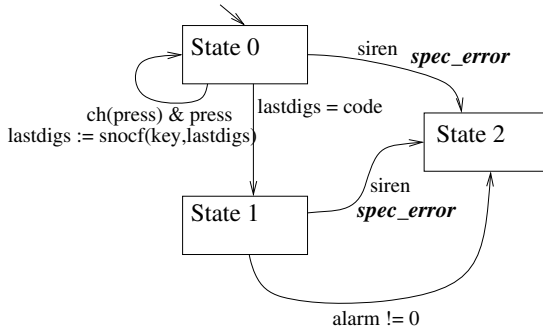 State 0
siren
spec_error
ch(press) & press
lastdigs := snocf(key,lastdigs)
lastdigs = code
State 2
siren
spec_error
State 1
alarm != 0